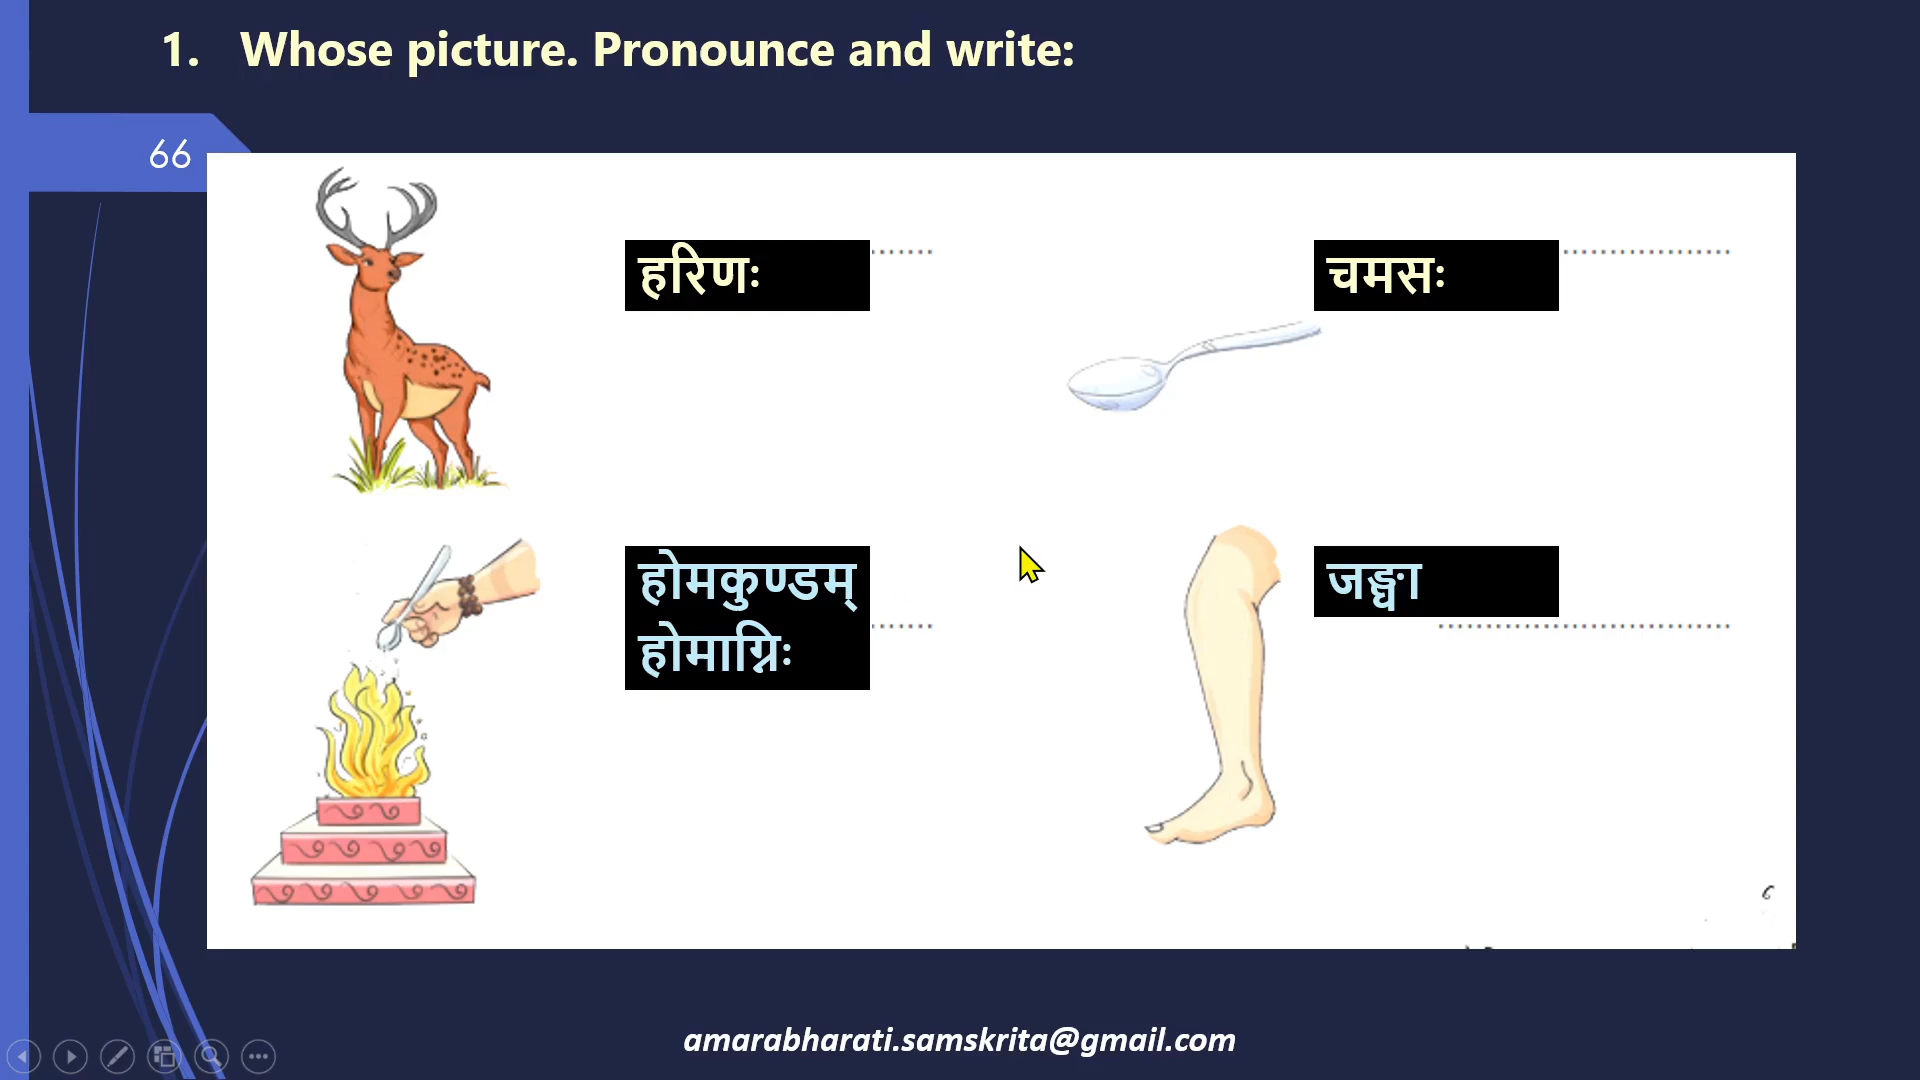 1. Whose picture. Pronounce and write:
66
हरिणः
चमसः
होमकुण्डम्
होमाग्निः
जङ्घा
amarabharati.samskrita@gmail.com